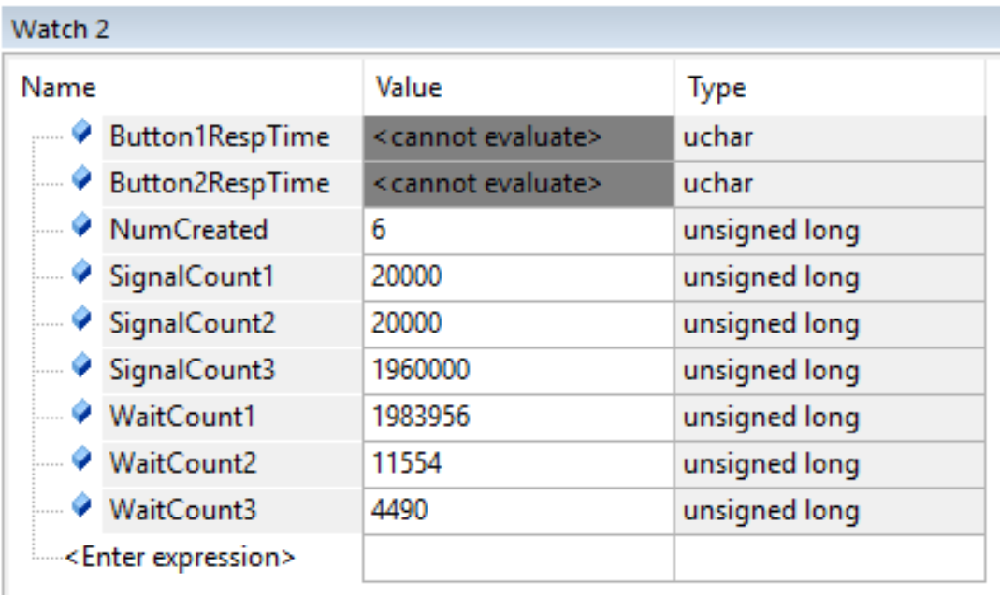 Watch 2
Name Value Type
Button1RespTime <cannot evaluate> uchar
Button2RespTime <cannot evaluate> uchar
NumCreated 6 unsigned long
SignalCount1 20000 unsigned long
SignalCount2 20000 unsigned long
SignalCount3 1960000 unsigned long
WaitCount1 1983956 unsigned long
WaitCount2 11554 unsigned long
WaitCount3 4490 unsigned long
<Enter expression>